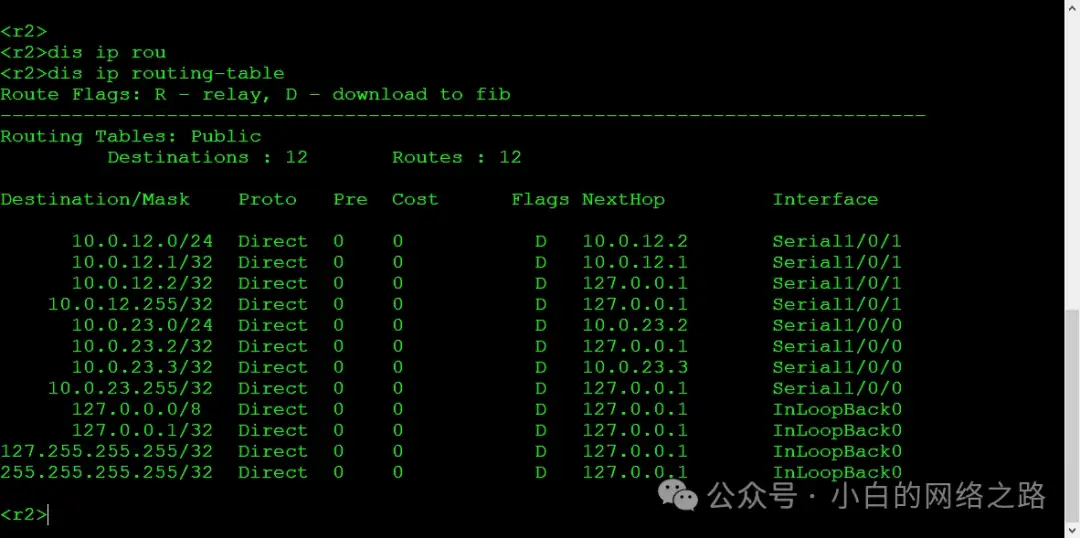 <r2>
<r2>dis ip rou
<r2>dis ip routing-table
Route Flags: R - relay, D - download to fib
------------------------------------------------------------------------------
Routing Tables: Public
         Destinations : 12       Routes : 12

Destination/Mask    Proto   Pre  Cost      Flags NextHop         Interface

      10.0.12.0/24  Direct  0    0           D   10.0.12.2       Serial1/0/1
      10.0.12.1/32  Direct  0    0           D   10.0.12.1       Serial1/0/1
      10.0.12.2/32  Direct  0    0           D   127.0.0.1       Serial1/0/1
    10.0.12.255/32  Direct  0    0           D   127.0.0.1       Serial1/0/1
      10.0.23.0/24  Direct  0    0           D   10.0.23.2       Serial1/0/0
      10.0.23.2/32  Direct  0    0           D   127.0.0.1       Serial1/0/0
      10.0.23.3/32  Direct  0    0           D   10.0.23.3       Serial1/0/0
    10.0.23.255/32  Direct  0    0           D   127.0.0.1       Serial1/0/0
      127.0.0.0/8   Direct  0    0           D   127.0.0.1       InLoopBack0
      127.0.0.1/32  Direct  0    0           D   127.0.0.1       InLoopBack0
127.255.255.255/32  Direct  0    0           D   127.0.0.1       InLoopBack0
255.255.255.255/32  Direct  0    0           D   127.0.0.1       InLoopBack0
公众号 · 小白的网络之路
<r2>